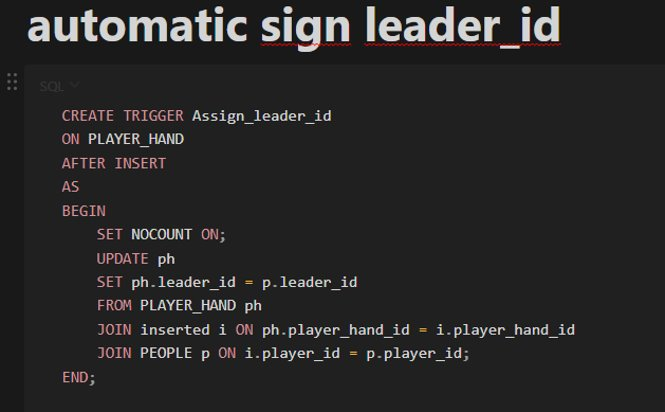 automatic sign leader_id
SQL
CREATE TRIGGER Assign_leader_id
ON PLAYER_HAND
AFTER INSERT
AS
BEGIN
    SET NOCOUNT ON;
    UPDATE ph
    SET ph.leader_id = p.leader_id
    FROM PLAYER_HAND ph
    JOIN inserted i ON ph.player_hand_id = i.player_hand_id
    JOIN PEOPLE p ON i.player_id = p.player_id;
END;